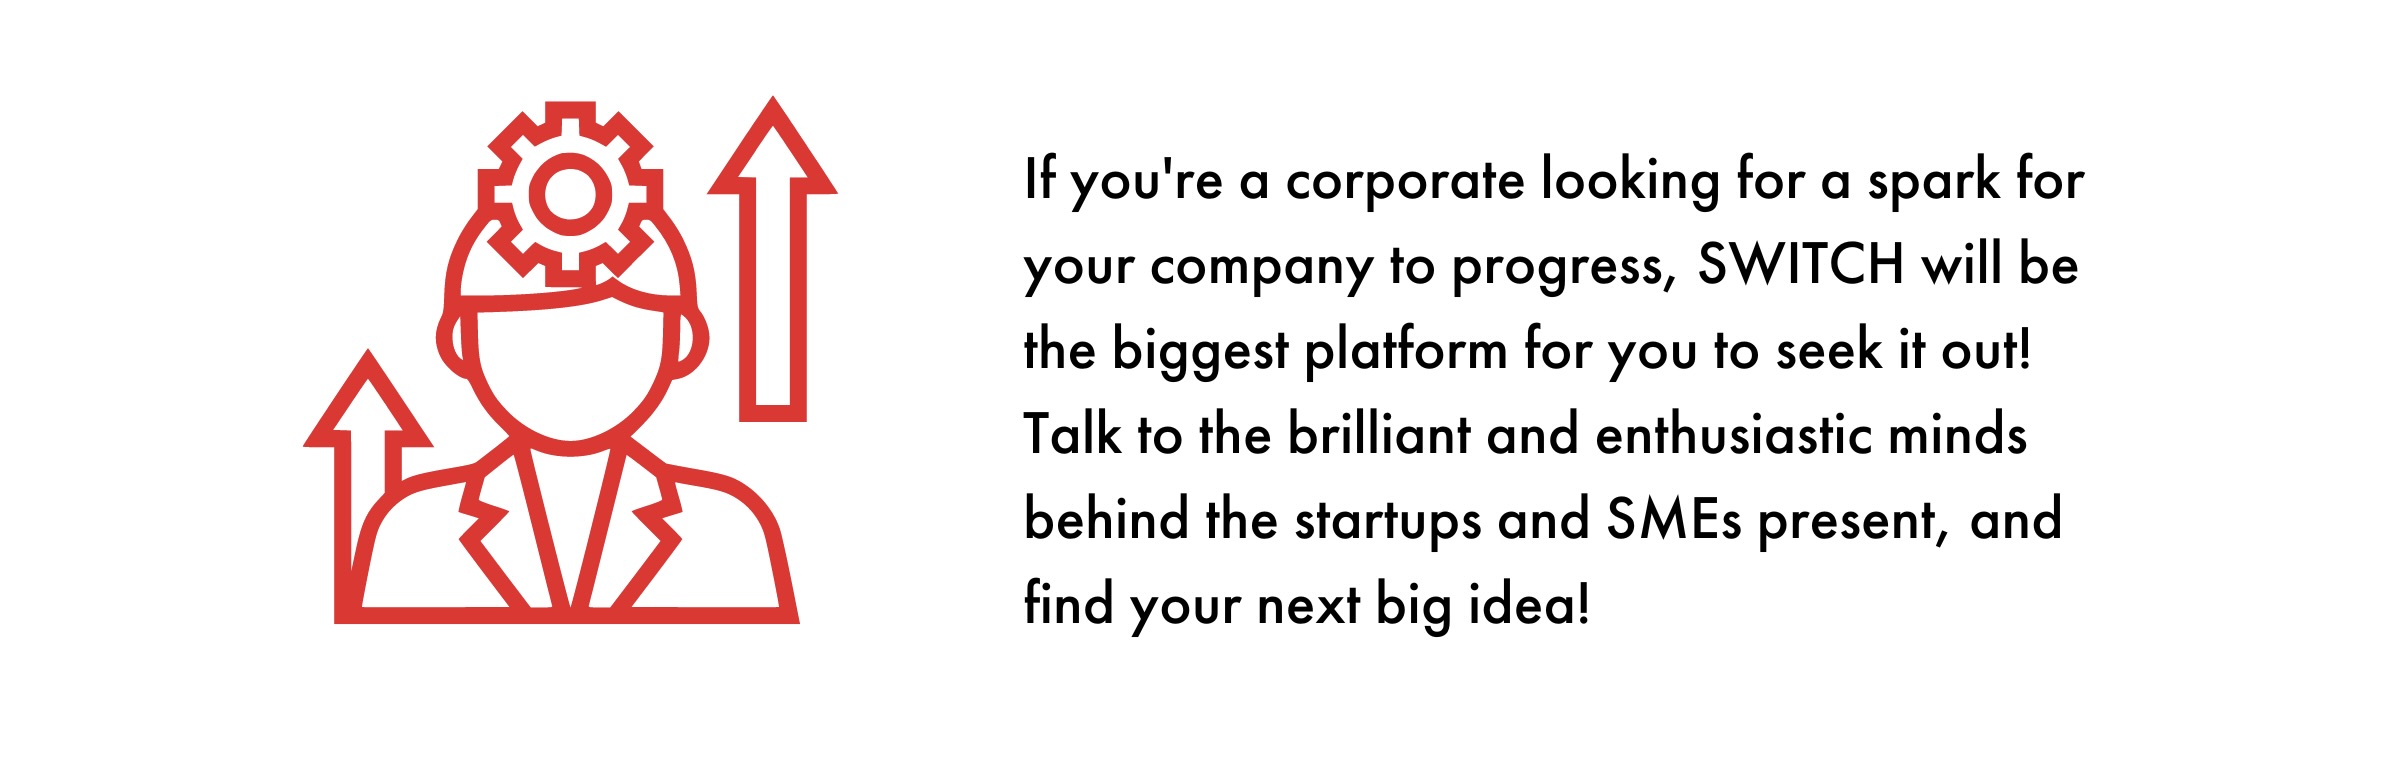 If you're a corporate looking for a spark for
your company to progress, SWITCH will be
the biggest platform for you to seek it out!
Talk to the brilliant and enthusiastic minds
behind the startups and SMEs present, and
find your next big idea!